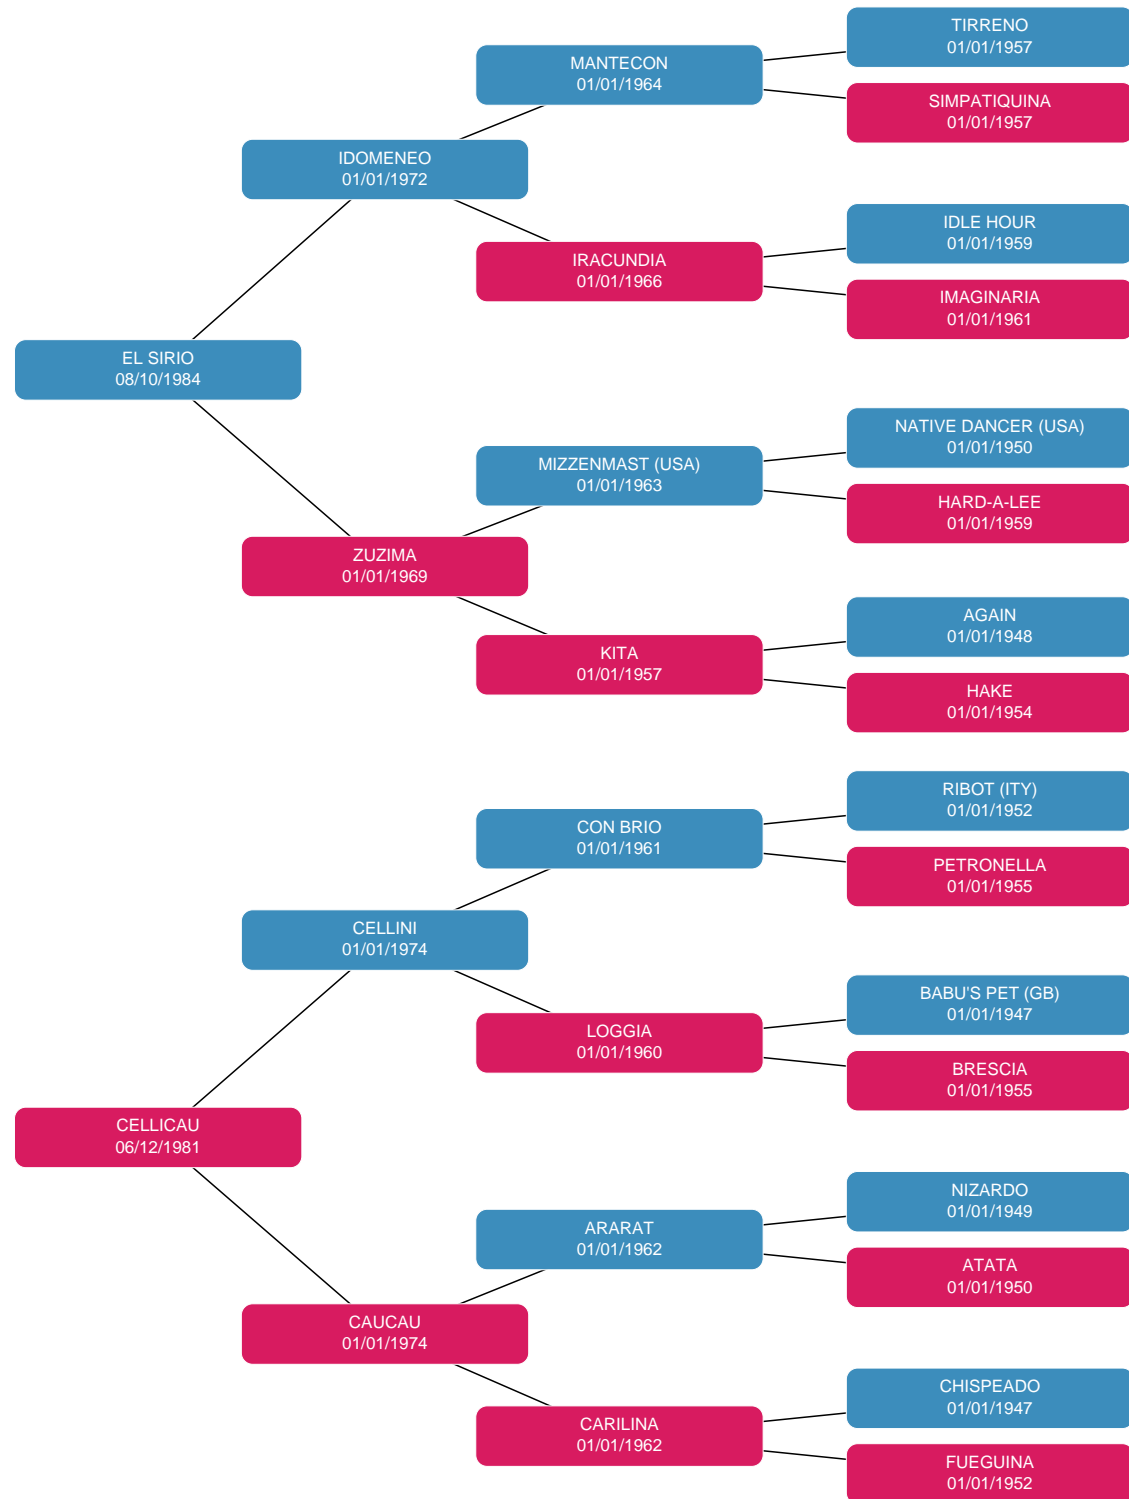 TIRRENO
01/01/1957
MANTECON
01/01/1964
SIMPATIQUINA
01/01/1957
IDOMENEO
01/01/1972
IDLE HOUR
01/01/1959
IRACUNDIA
01/01/1966
IMAGINARIA
01/01/1961
EL SIRIO
08/10/1984
NATIVE DANCER (USA)
01/01/1950
MIZZENMAST (USA)
01/01/1963
HARD-A-LEE
01/01/1959
ZUZIMA
01/01/1969
AGAIN
01/01/1948
KITA
01/01/1957
HAKE
01/01/1954
RIBOT (ITY)
01/01/1952
CON BRIO
01/01/1961
PETRONELLA
01/01/1955
CELLINI
01/01/1974
BABU'S PET (GB)
01/01/1947
LOGGIA
01/01/1960
BRESCIA
01/01/1955
CELLICAU
06/12/1981
NIZARDO
01/01/1949
ARARAT
01/01/1962
ATATA
01/01/1950
CAUCAU
01/01/1974
CHISPEADO
01/01/1947
CARILINA
01/01/1962
FUEGUINA
01/01/1952